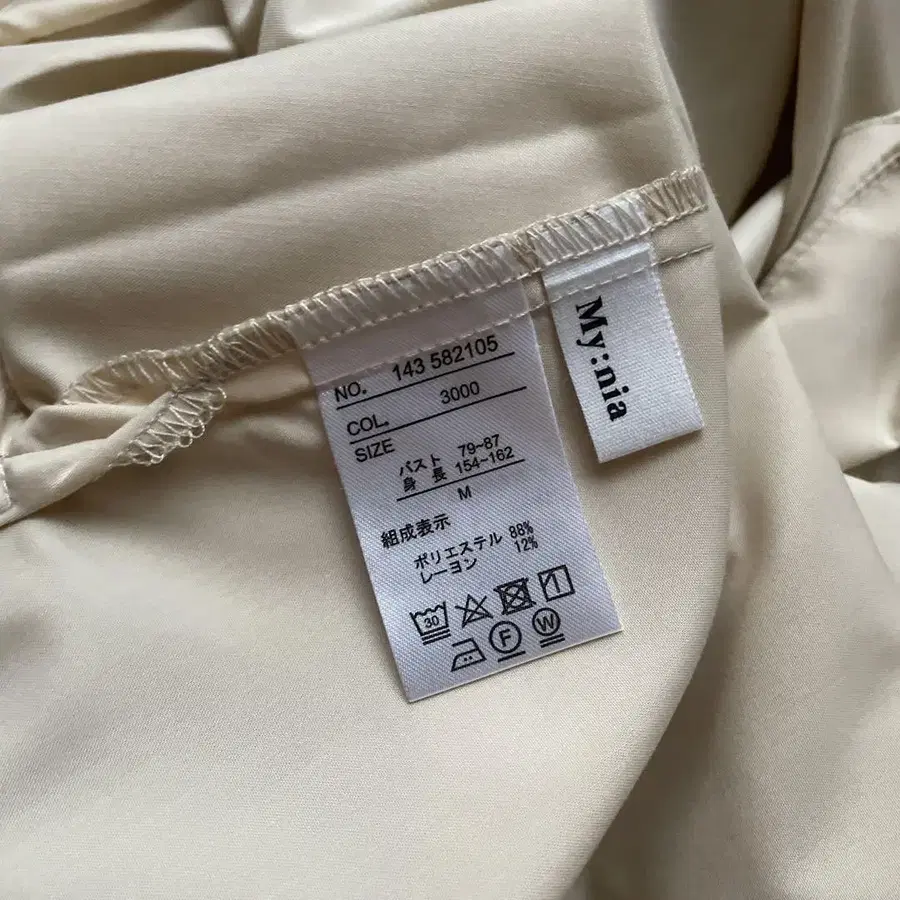 NO. 143 582105
COL. 3000
SIZE
バスト 79~87
身長 154~162
M
組成表示
ポリエステル 88%
レーヨン 12%
30
F
W
My:nia